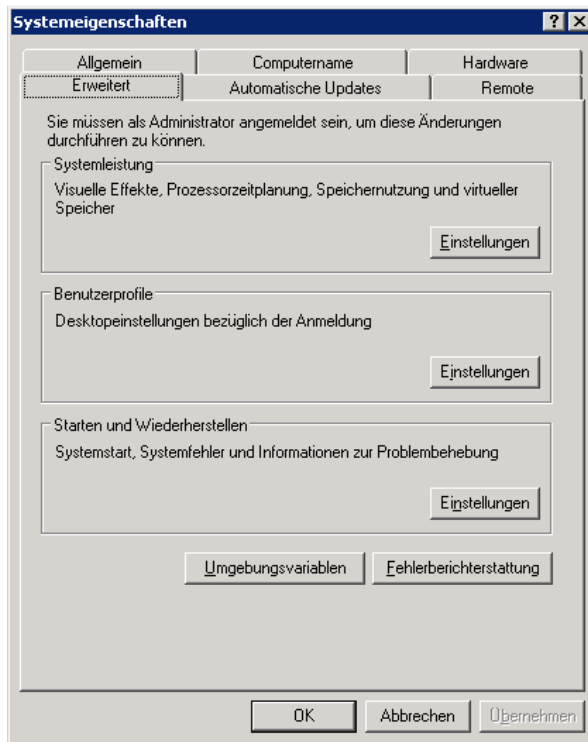 Systemeigenschaften
Allgemein Computername Hardware
Erweitert Automatische Updates Remote
Sie müssen als Administrator angemeldet sein, um diese Änderungen
durchführen zu können.
Systemleistung
Visuelle Effekte, Prozessorzeitplanung, Speichernutzung und virtueller
Speicher
Einstellungen
Benutzerprofile
Desktopeinstellungen bezüglich der Anmeldung
Einstellungen
Starten und Wiederherstellen
Systemstart, Systemfehler und Informationen zur Problembehebung
Einstellungen
Umgebungsvariablen Fehlerberichterstattung
OK Abbrechen Übernehmen